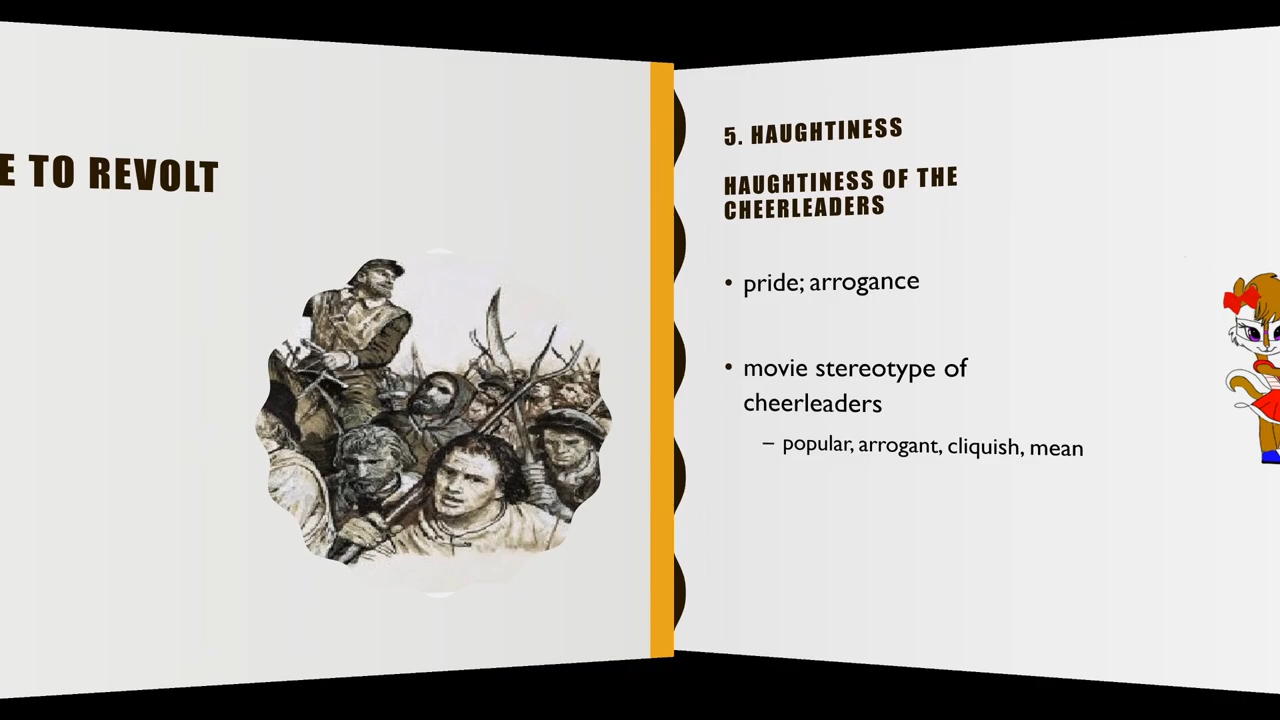 E TO REVOLT
5. HAUGHTINESS
HAUGHTINESS OF THE
CHEERLEADERS
• pride; arrogance
• movie stereotype of
cheerleaders
– popular, arrogant, cliquish, mean